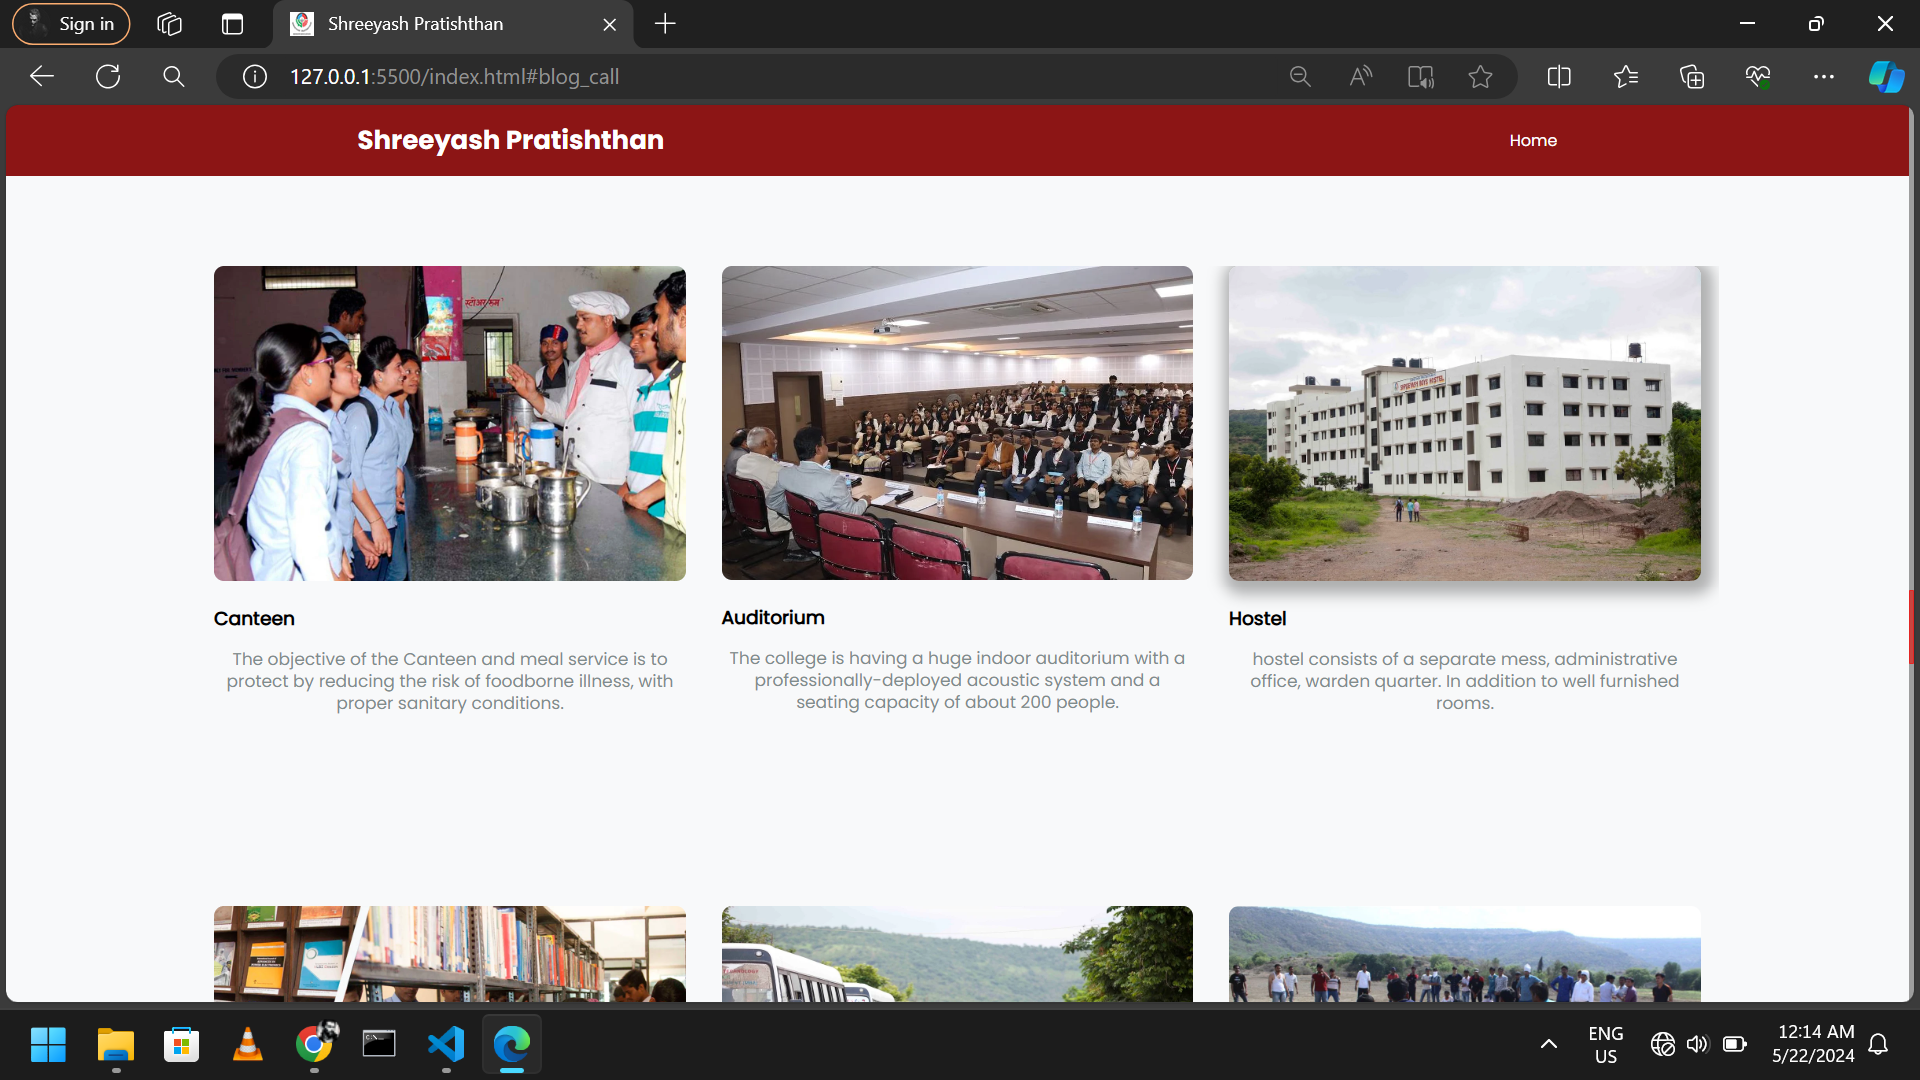 Sign in
Shreeyash Pratishthan
127.0.0.1:5500/index.html#blog_call
Shreeyash Pratishthan
Home
स्टोअर रूम
Canteen
The objective of the Canteen and meal service is to
protect by reducing the risk of foodborne illness, with
proper sanitary conditions.
Auditorium
The college is having a huge indoor auditorium with a
professionally-deployed acoustic system and a
seating capacity of about 200 people.
Hostel
hostel consists of a separate mess, administrative
office, warden quarter. In addition to well furnished
rooms.
ENG
US
12:14 AM
5/22/2024